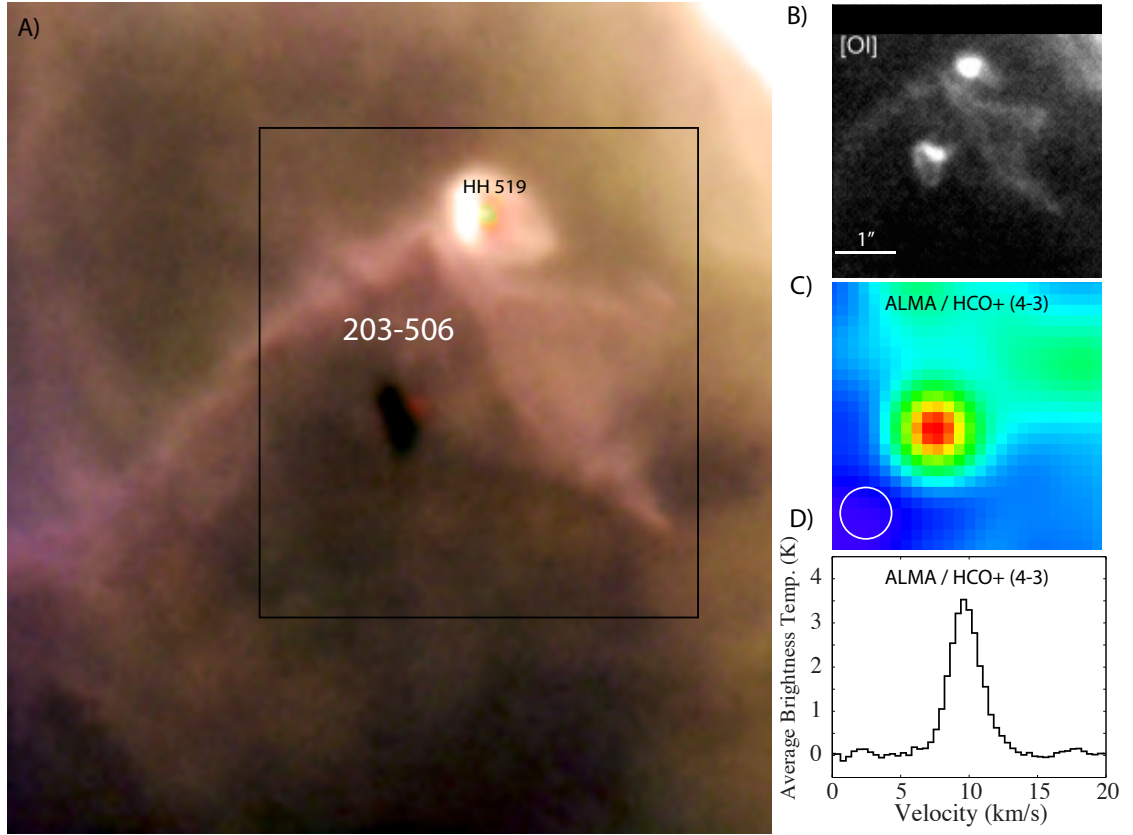 A)
HH 519
203-506
B)
[OI]
1”
C)
ALMA / HCO+ (4-3)
D)
ALMA / HCO+ (4-3)
Average Brightness Temp. (K)
4
3
2
1
0
0 5 10 15 20
Velocity (km/s)